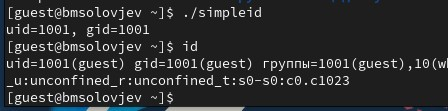 [guest@bmsolovjev ~]$ ./simpleid
uid=1001, gid=1001
[guest@bmsolovjev ~]$ id
uid=1001(guest) gid=1001(guest) группы=1001(guest),10(wh
_u:unconfined_r:unconfined_t:s0-s0:c0.c1023
[guest@bmsolovjev ~]$